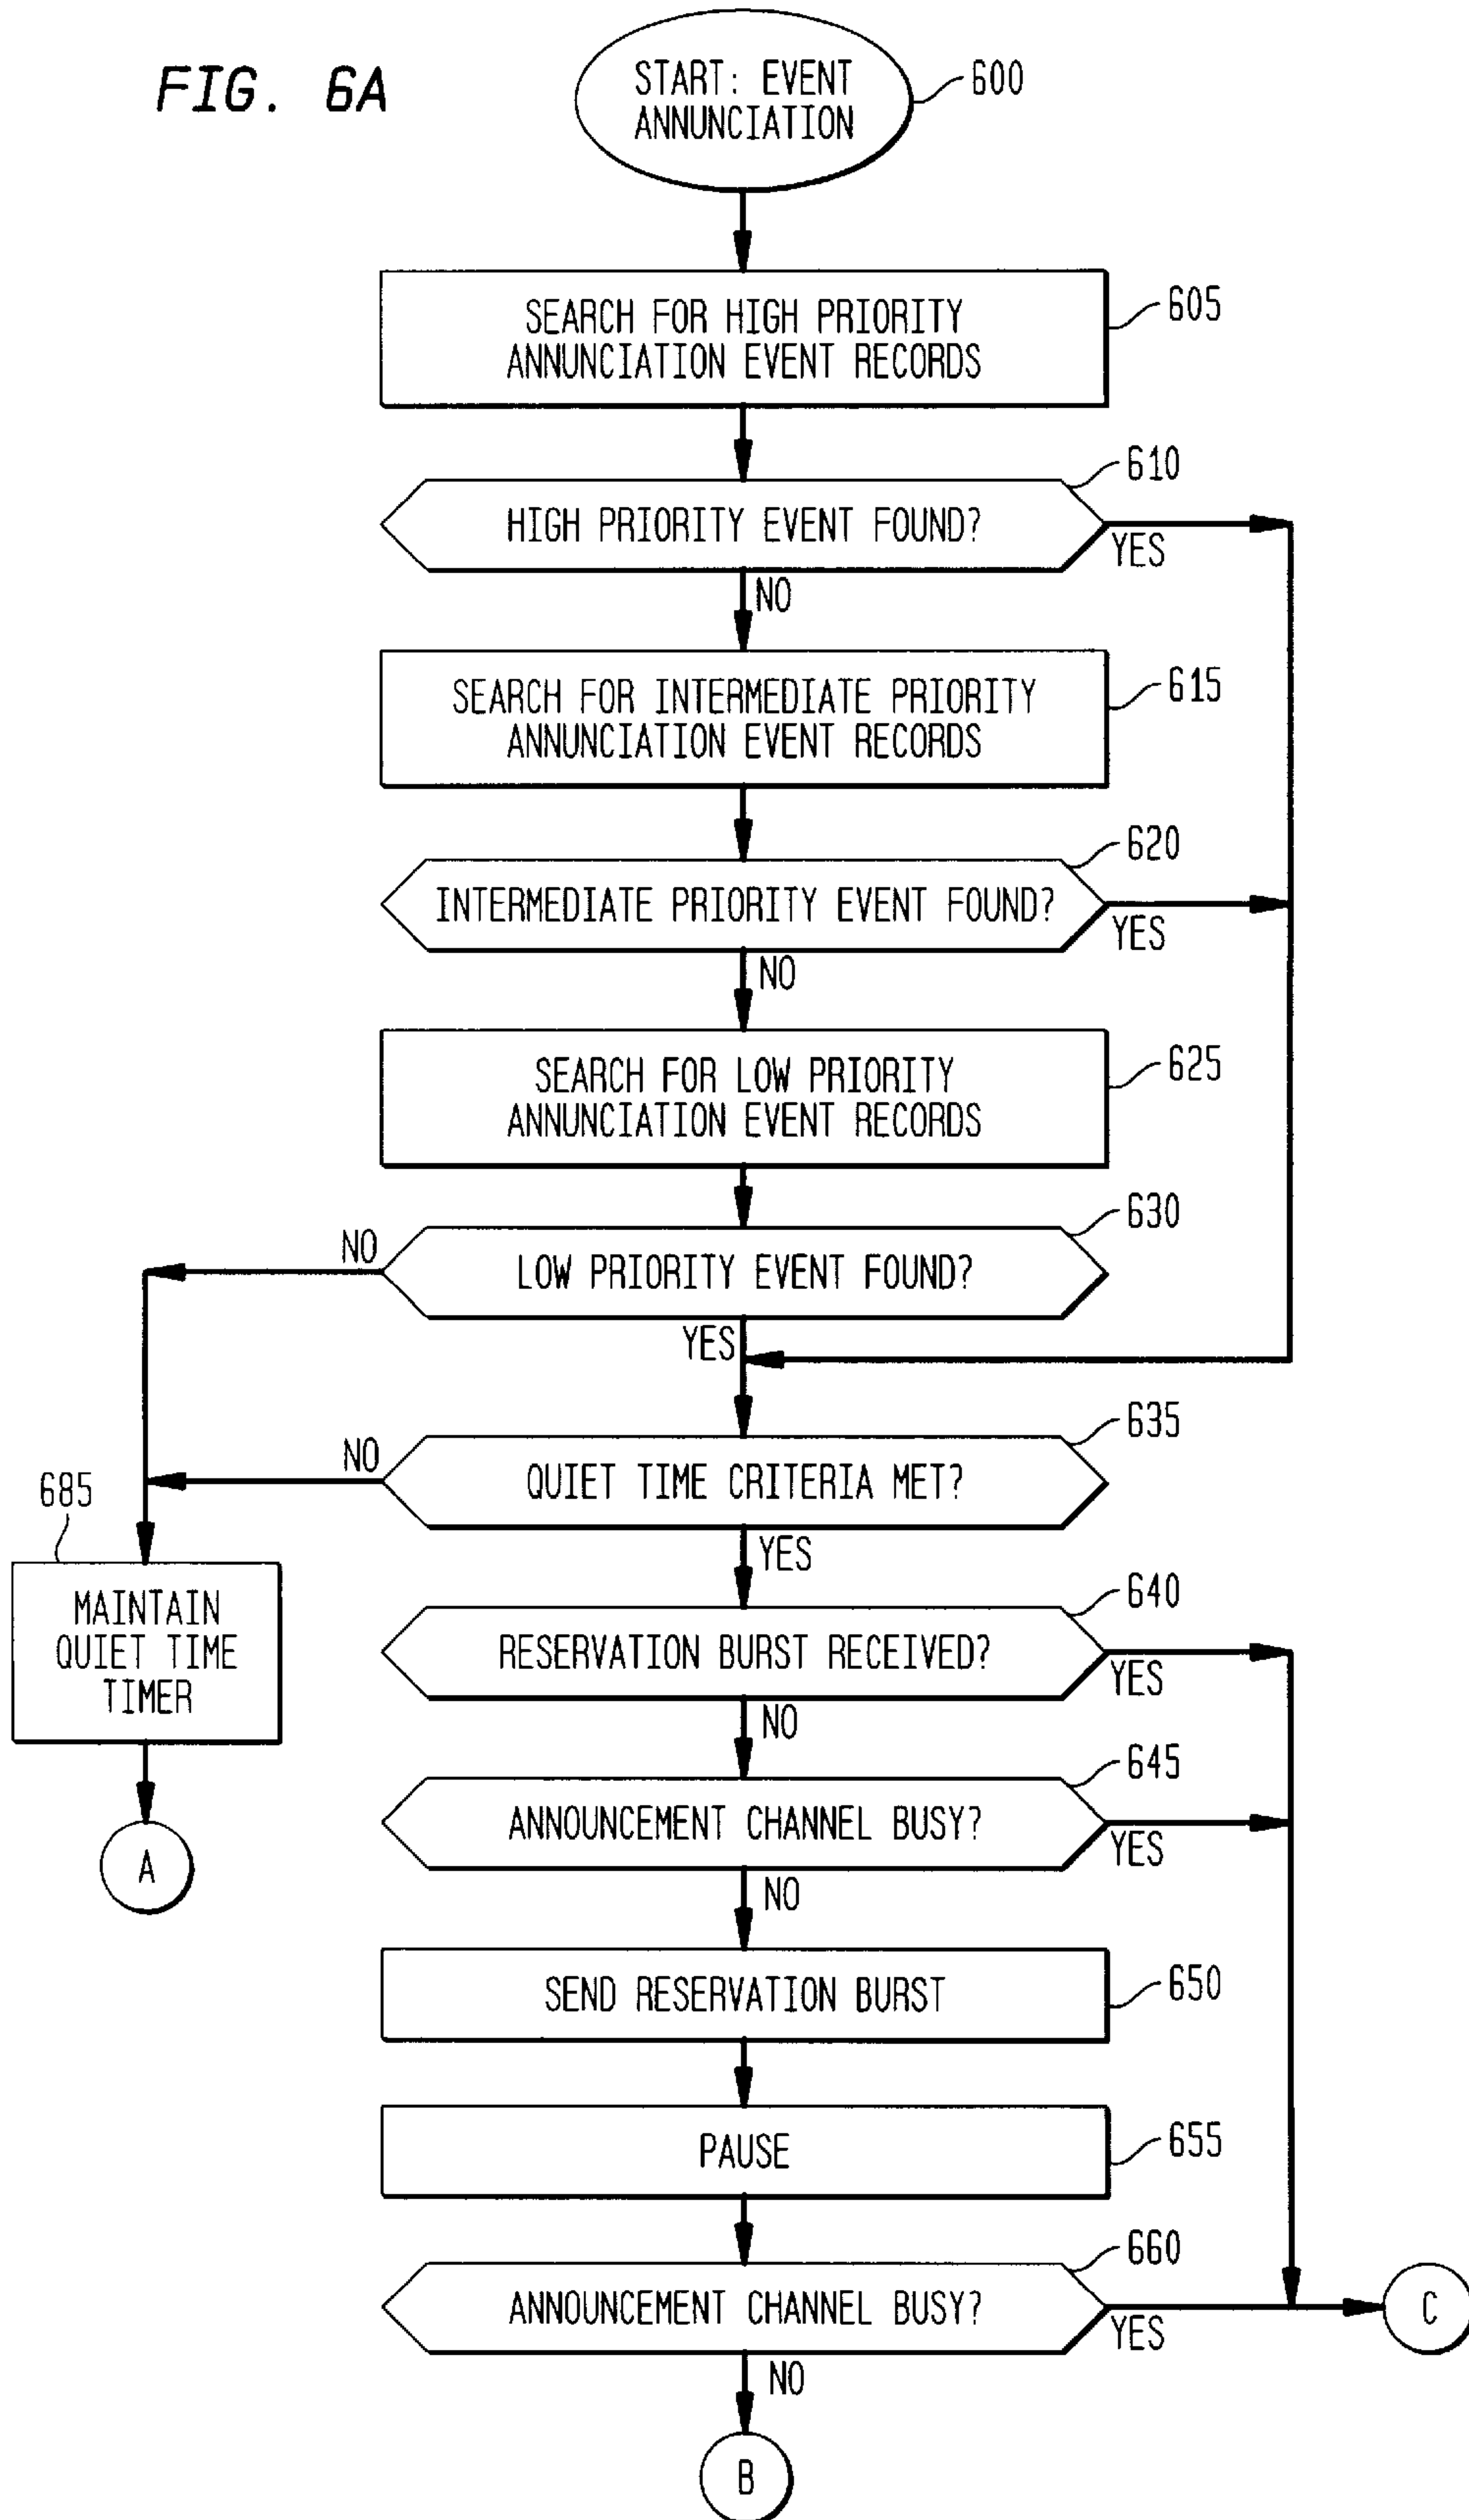 FIG. 6A
START: EVENT
ANNUNCIATION
600
SEARCH FOR HIGH PRIORITY
ANNUNCIATION EVENT RECORDS
605
610
HIGH PRIORITY EVENT FOUND?
YES
NO
SEARCH FOR INTERMEDIATE PRIORITY
ANNUNCIATION EVENT RECORDS
615
620
INTERMEDIATE PRIORITY EVENT FOUND?
YES
NO
SEARCH FOR LOW PRIORITY
ANNUNCIATION EVENT RECORDS
625
630
NO
LOW PRIORITY EVENT FOUND?
YES
635
NO
QUIET TIME CRITERIA MET?
YES
685
MAINTAIN
QUIET TIME
TIMER
A
640
RESERVATION BURST RECEIVED?
YES
NO
645
ANNOUNCEMENT CHANNEL BUSY?
YES
NO
SEND RESERVATION BURST
650
PAUSE
655
660
ANNOUNCEMENT CHANNEL BUSY?
YES
C
NO
B